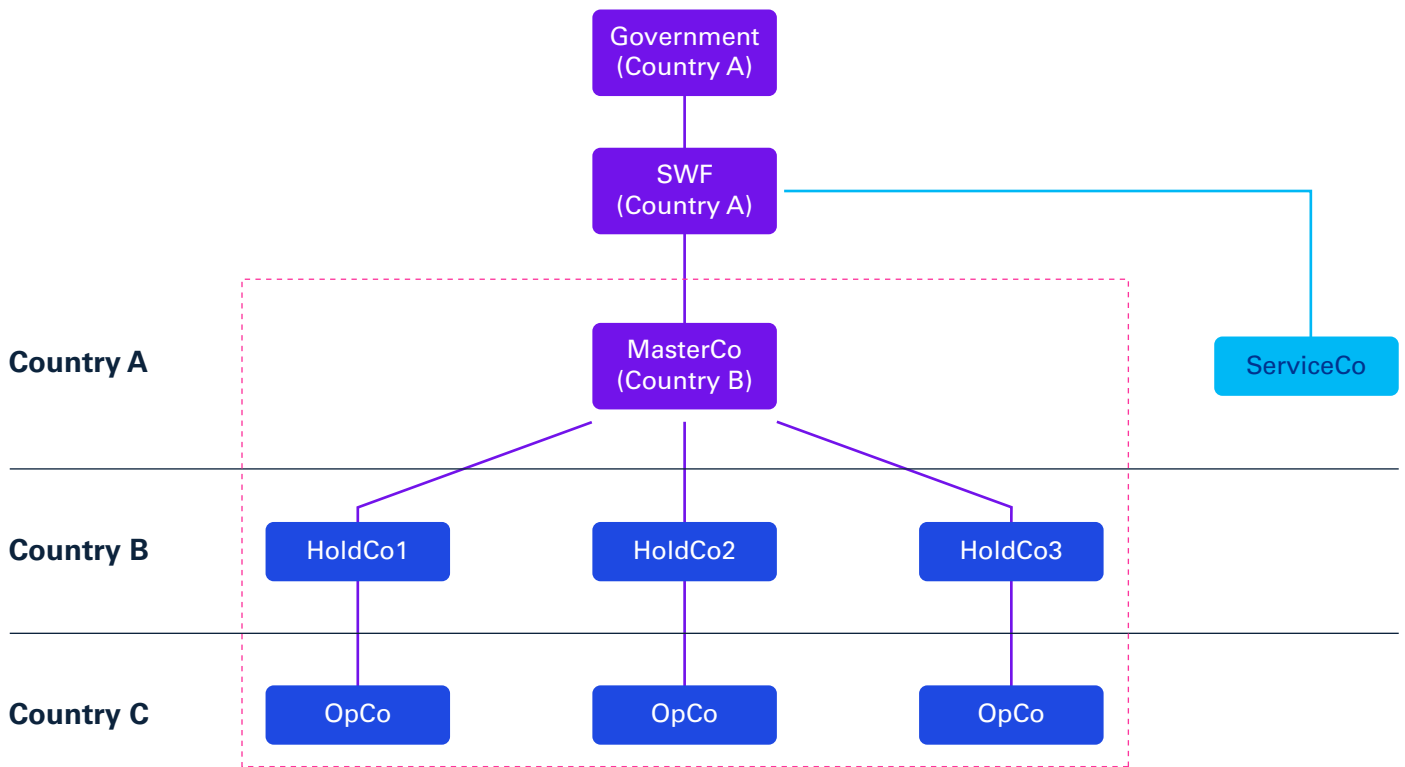 Government
(Country A)
SWF
(Country A)
Country A
MasterCo
(Country B)
ServiceCo
Country B
HoldCo1
HoldCo2
HoldCo3
Country C
OpCo
OpCo
OpCo